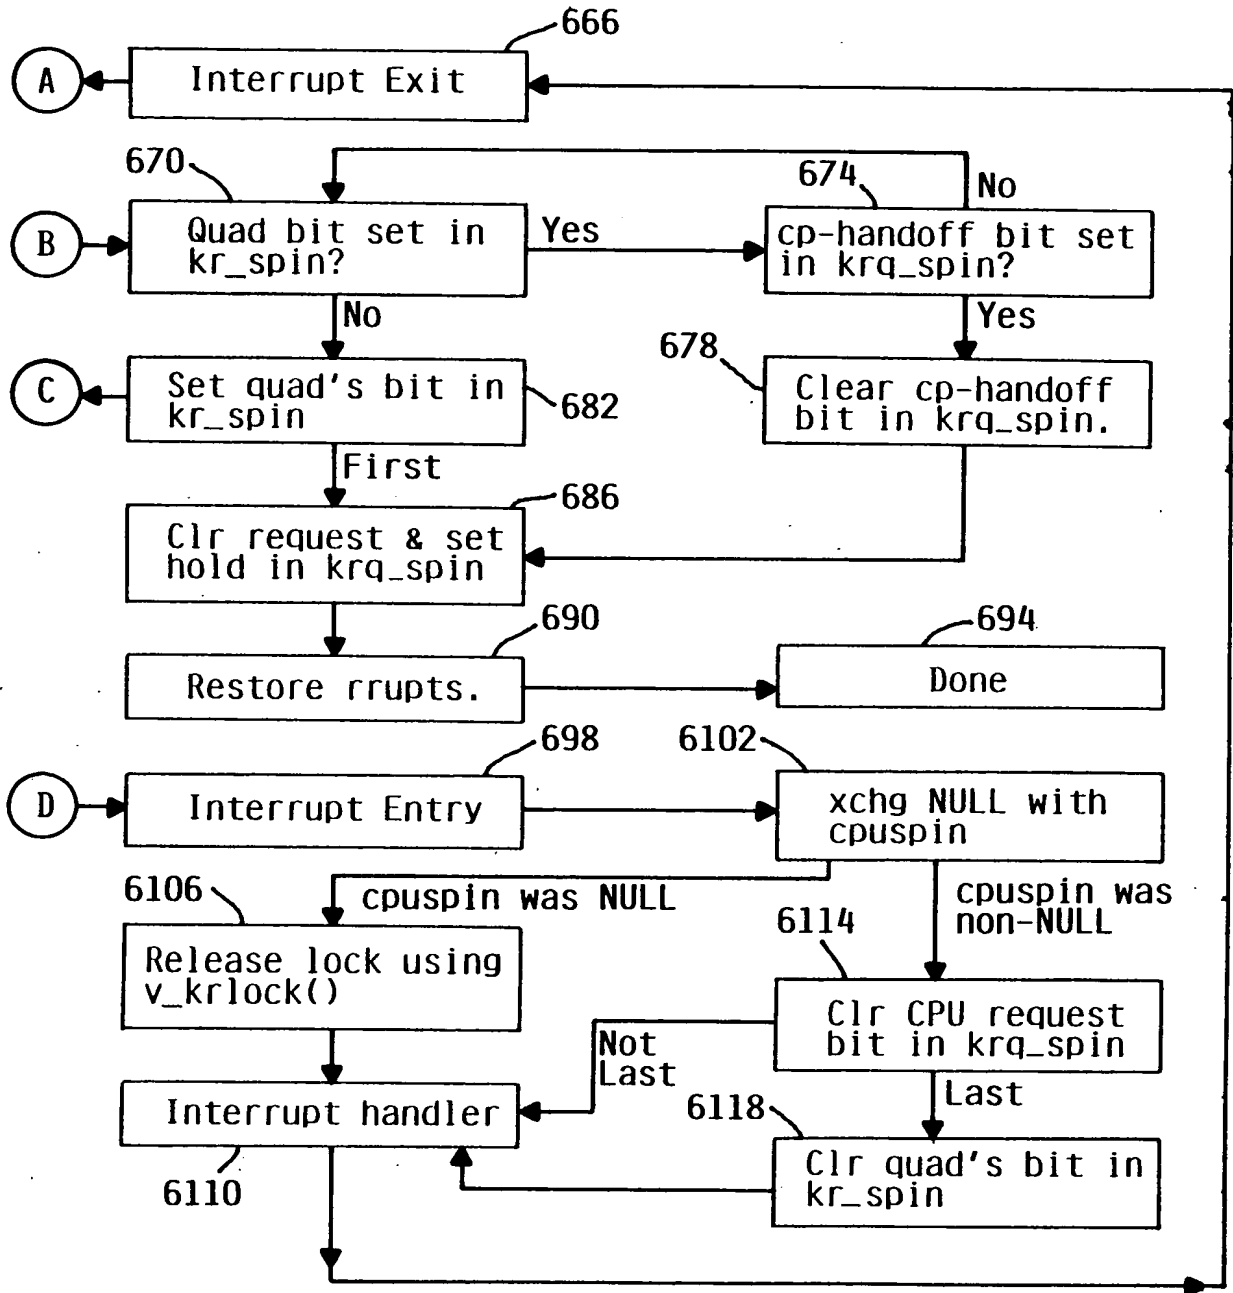 666
A
Interrupt Exit
670
674
No
B
Quad bit set in
kr_spin?
Yes
cp-handoff bit set
in krq_spin?
No
Yes
678
C
Set quad's bit in
kr_spin
682
Clear cp-handoff
bit in krq_spin.
First
686
Clr request & set
hold in krq_spin
690
694
Restore rrupts.
Done
698
6102
D
Interrupt Entry
xchg NULL with
cpuspin
6106
cpuspin was NULL
cpuspin was
non-NULL
6114
Release lock using
v_krlock()
Clr CPU request
bit in krq_spin
Not
Last
Last
6118
Interrupt handler
6110
Clr quad's bit in
kr_spin